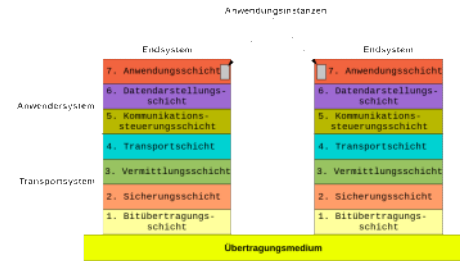 Anwendungsinstanzen
Endsystem
Endsystem
7. Anwendungsschicht
6. Datendarstellungs-
schicht
5. Kommunikations-
steuerungsschicht
4. Transportschicht
3. Vermittlungsschicht
2. Sicherungsschicht
1. Bitübertragungs-
schicht
7. Anwendungsschicht
6. Datendarstellungs-
schicht
5. Kommunikations-
steuerungsschicht
4. Transportschicht
3. Vermittlungsschicht
2. Sicherungsschicht
1. Bitübertragungs-
schicht
Anwendersystem
Transportsystem
Übertragungsmedium